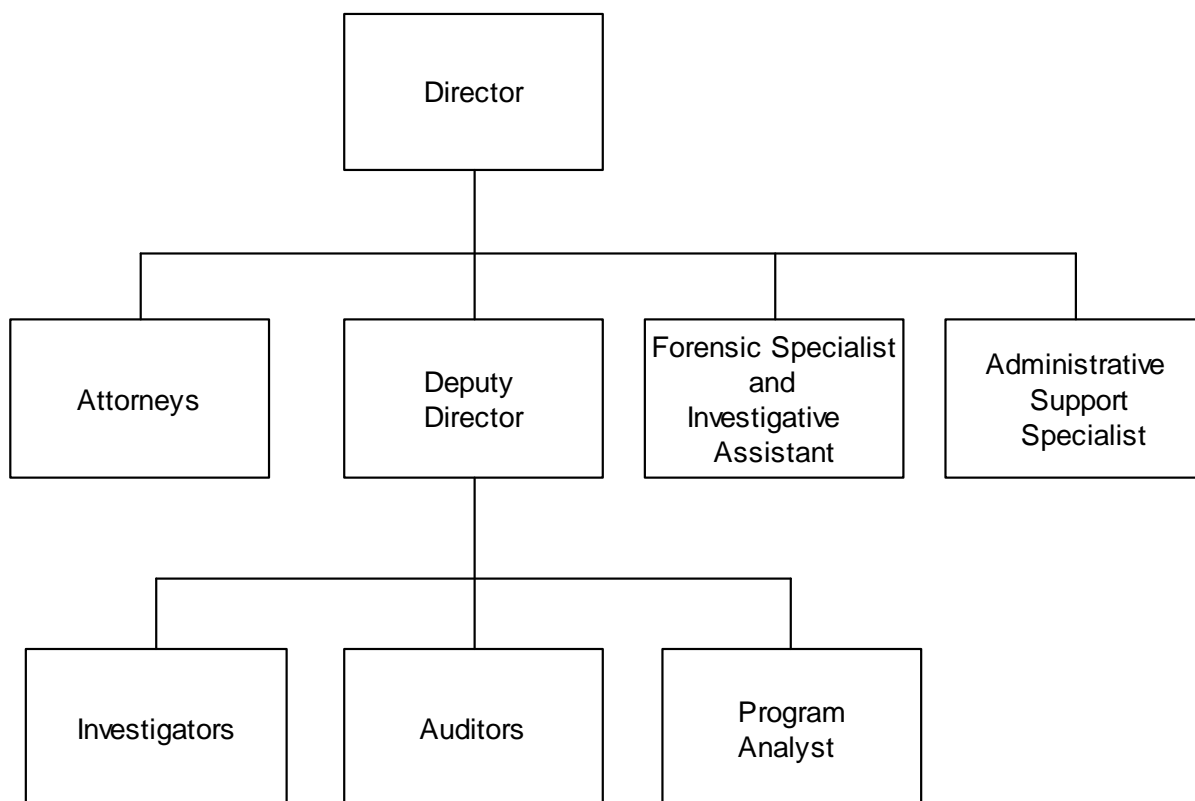 Director
Attorneys
Deputy
Director
Forensic Specialist
and
Investigative
Assistant
Administrative
Support
Specialist
Investigators
Auditors
Program
Analyst